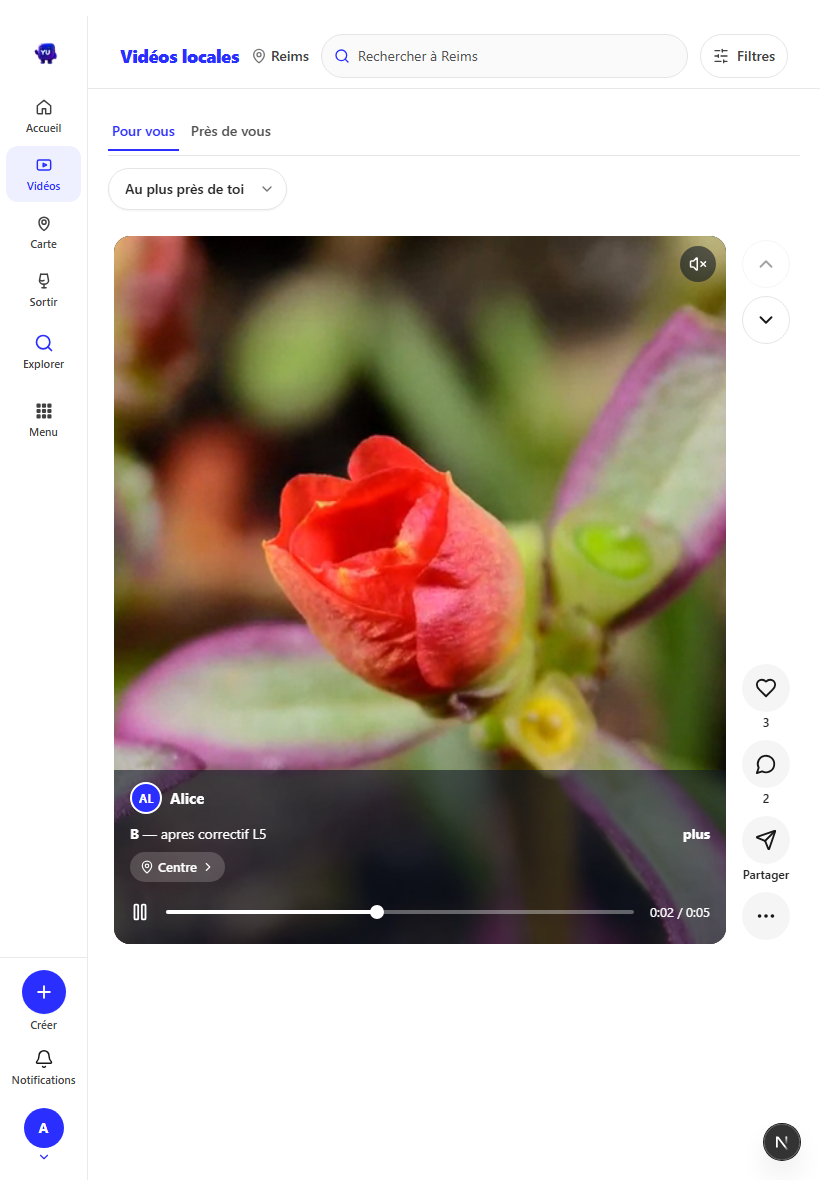 YU
Vidéos locales
Reims
Rechercher à Reims
Filtres
Accueil
Vidéos
Carte
Sortir
Explorer
Menu
Pour vous
Près de vous
Au plus près de toi
3
2
Partager
AL
Alice
B — apres correctif L5
plus
Centre
0:02 / 0:05
Créer
Notifications
A
N